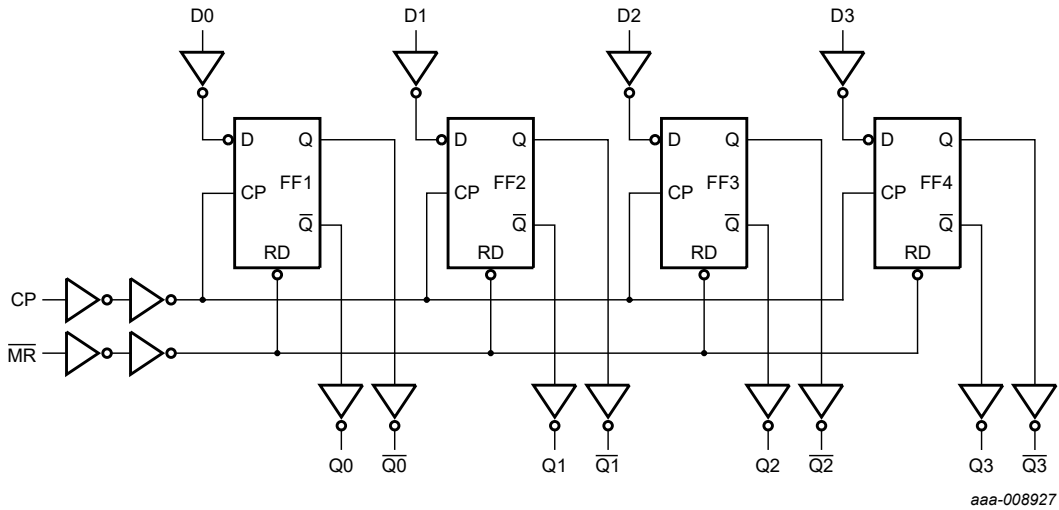 D0 D1 D2 D3
D Q D Q D Q D Q
FF1 FF2 FF3 FF4
CP CP CP CP
Q̅ Q̅ Q̅ Q̅
RD RD RD RD
CP
M̅R̅
Q0 Q̅0̅ Q1 Q̅1̅ Q2 Q̅2̅ Q3 Q̅3̅
aaa-008927